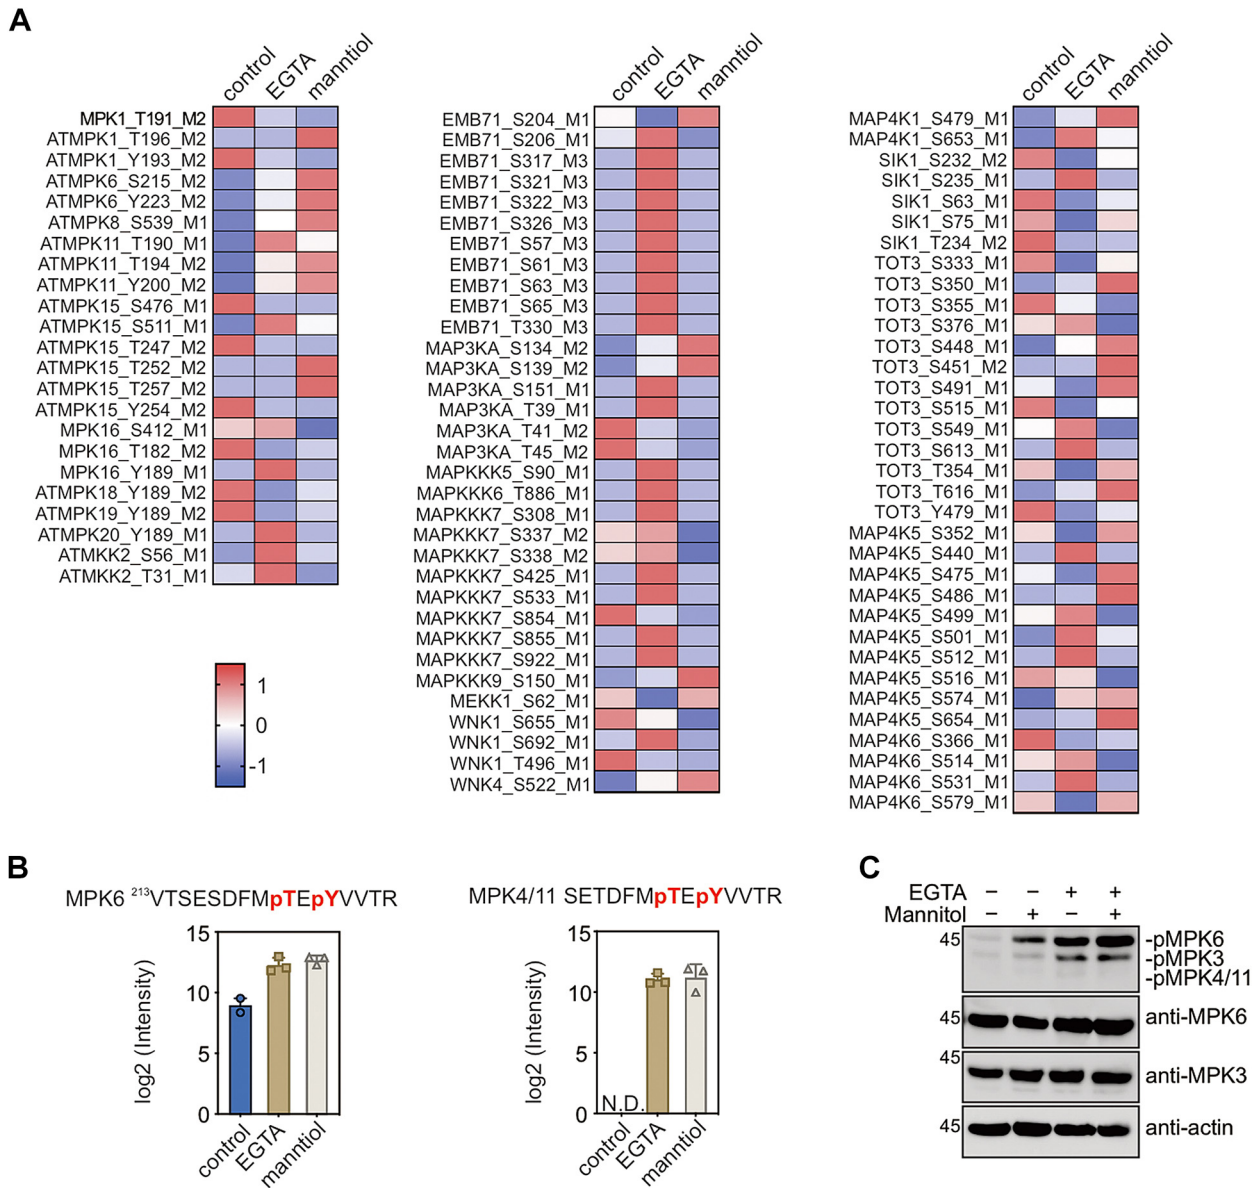 A
control EGTA manntiol
MPK1_T191_M2
ATMPK1_T196_M2
ATMPK1_Y193_M2
ATMPK6_S215_M2
ATMPK6_Y223_M2
ATMPK8_S539_M1
ATMPK11_T190_M1
ATMPK11_T194_M2
ATMPK11_Y200_M2
ATMPK15_S476_M1
ATMPK15_S511_M1
ATMPK15_T247_M2
ATMPK15_T252_M2
ATMPK15_T257_M2
ATMPK15_Y254_M2
MPK16_S412_M1
MPK16_T182_M2
MPK16_Y189_M1
ATMPK18_Y189_M2
ATMPK19_Y189_M2
ATMPK20_Y189_M1
ATMKK2_S56_M1
ATMKK2_T31_M1
1
0
-1
control EGTA manntiol
EMB71_S204_M1
EMB71_S206_M1
EMB71_S317_M3
EMB71_S321_M3
EMB71_S322_M3
EMB71_S326_M3
EMB71_S57_M3
EMB71_S61_M3
EMB71_S63_M3
EMB71_S65_M3
EMB71_T330_M3
MAP3KA_S134_M2
MAP3KA_S139_M2
MAP3KA_S151_M1
MAP3KA_T39_M1
MAP3KA_T41_M2
MAP3KA_T45_M2
MAPKKK5_S90_M1
MAPKKK6_T886_M1
MAPKKK7_S308_M1
MAPKKK7_S337_M2
MAPKKK7_S338_M2
MAPKKK7_S425_M1
MAPKKK7_S533_M1
MAPKKK7_S854_M1
MAPKKK7_S855_M1
MAPKKK7_S922_M1
MAPKKK9_S150_M1
MEKK1_S62_M1
WNK1_S655_M1
WNK1_S692_M1
WNK1_T496_M1
WNK4_S522_M1
control EGTA manntiol
MAP4K1_S479_M1
MAP4K1_S653_M1
SIK1_S232_M2
SIK1_S235_M1
SIK1_S63_M1
SIK1_S75_M1
SIK1_T234_M2
TOT3_S333_M1
TOT3_S350_M1
TOT3_S355_M1
TOT3_S376_M1
TOT3_S448_M1
TOT3_S451_M2
TOT3_S491_M1
TOT3_S515_M1
TOT3_S549_M1
TOT3_S613_M1
TOT3_T354_M1
TOT3_T616_M1
TOT3_Y479_M1
MAP4K5_S352_M1
MAP4K5_S440_M1
MAP4K5_S475_M1
MAP4K5_S486_M1
MAP4K5_S499_M1
MAP4K5_S501_M1
MAP4K5_S512_M1
MAP4K5_S516_M1
MAP4K5_S574_M1
MAP4K5_S654_M1
MAP4K6_S366_M1
MAP4K6_S514_M1
MAP4K6_S531_M1
MAP4K6_S579_M1
B
MPK6 ²¹³VTSESDFMpTEpYVVTR
log2 (Intensity)
15
10
5
0
control EGTA manntiol
MPK4/11 SETDFMpTEpYVVTR
log2 (Intensity)
15
10
5
0
N.D.
control EGTA manntiol
C
EGTA − − + +
Mannitol − + − +
45
-pMPK6
-pMPK3
-pMPK4/11
45 anti-MPK6
45 anti-MPK3
45 anti-actin